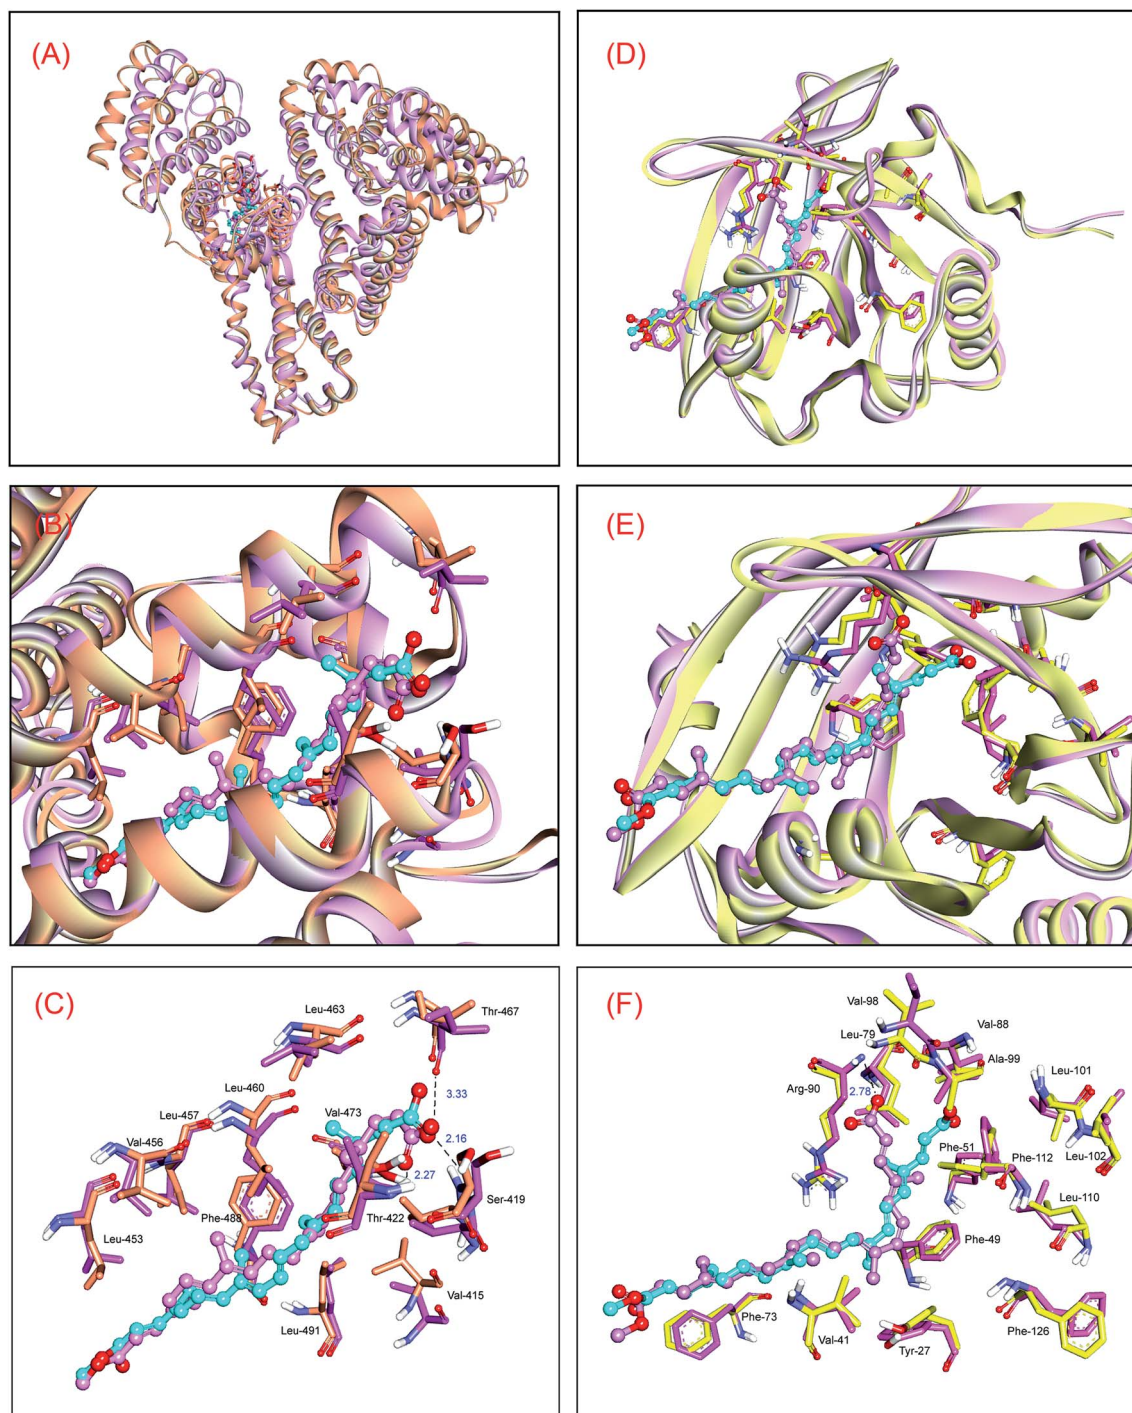 (A)
(D)
(B)
(E)
(C)
Leu-463
Thr-467
Leu-460
3.33
Leu-457
Val-473
Val-456
2.16
2.27
Ser-419
Phe-488
Thr-422
Leu-453
Val-415
Leu-491
(F)
Val-98
Val-88
Leu-79
Ala-99
Arg-90
Leu-101
2.78
Phe-51
Phe-112
Leu-102
Leu-110
Phe-49
Phe-73
Val-41
Tyr-27
Phe-126